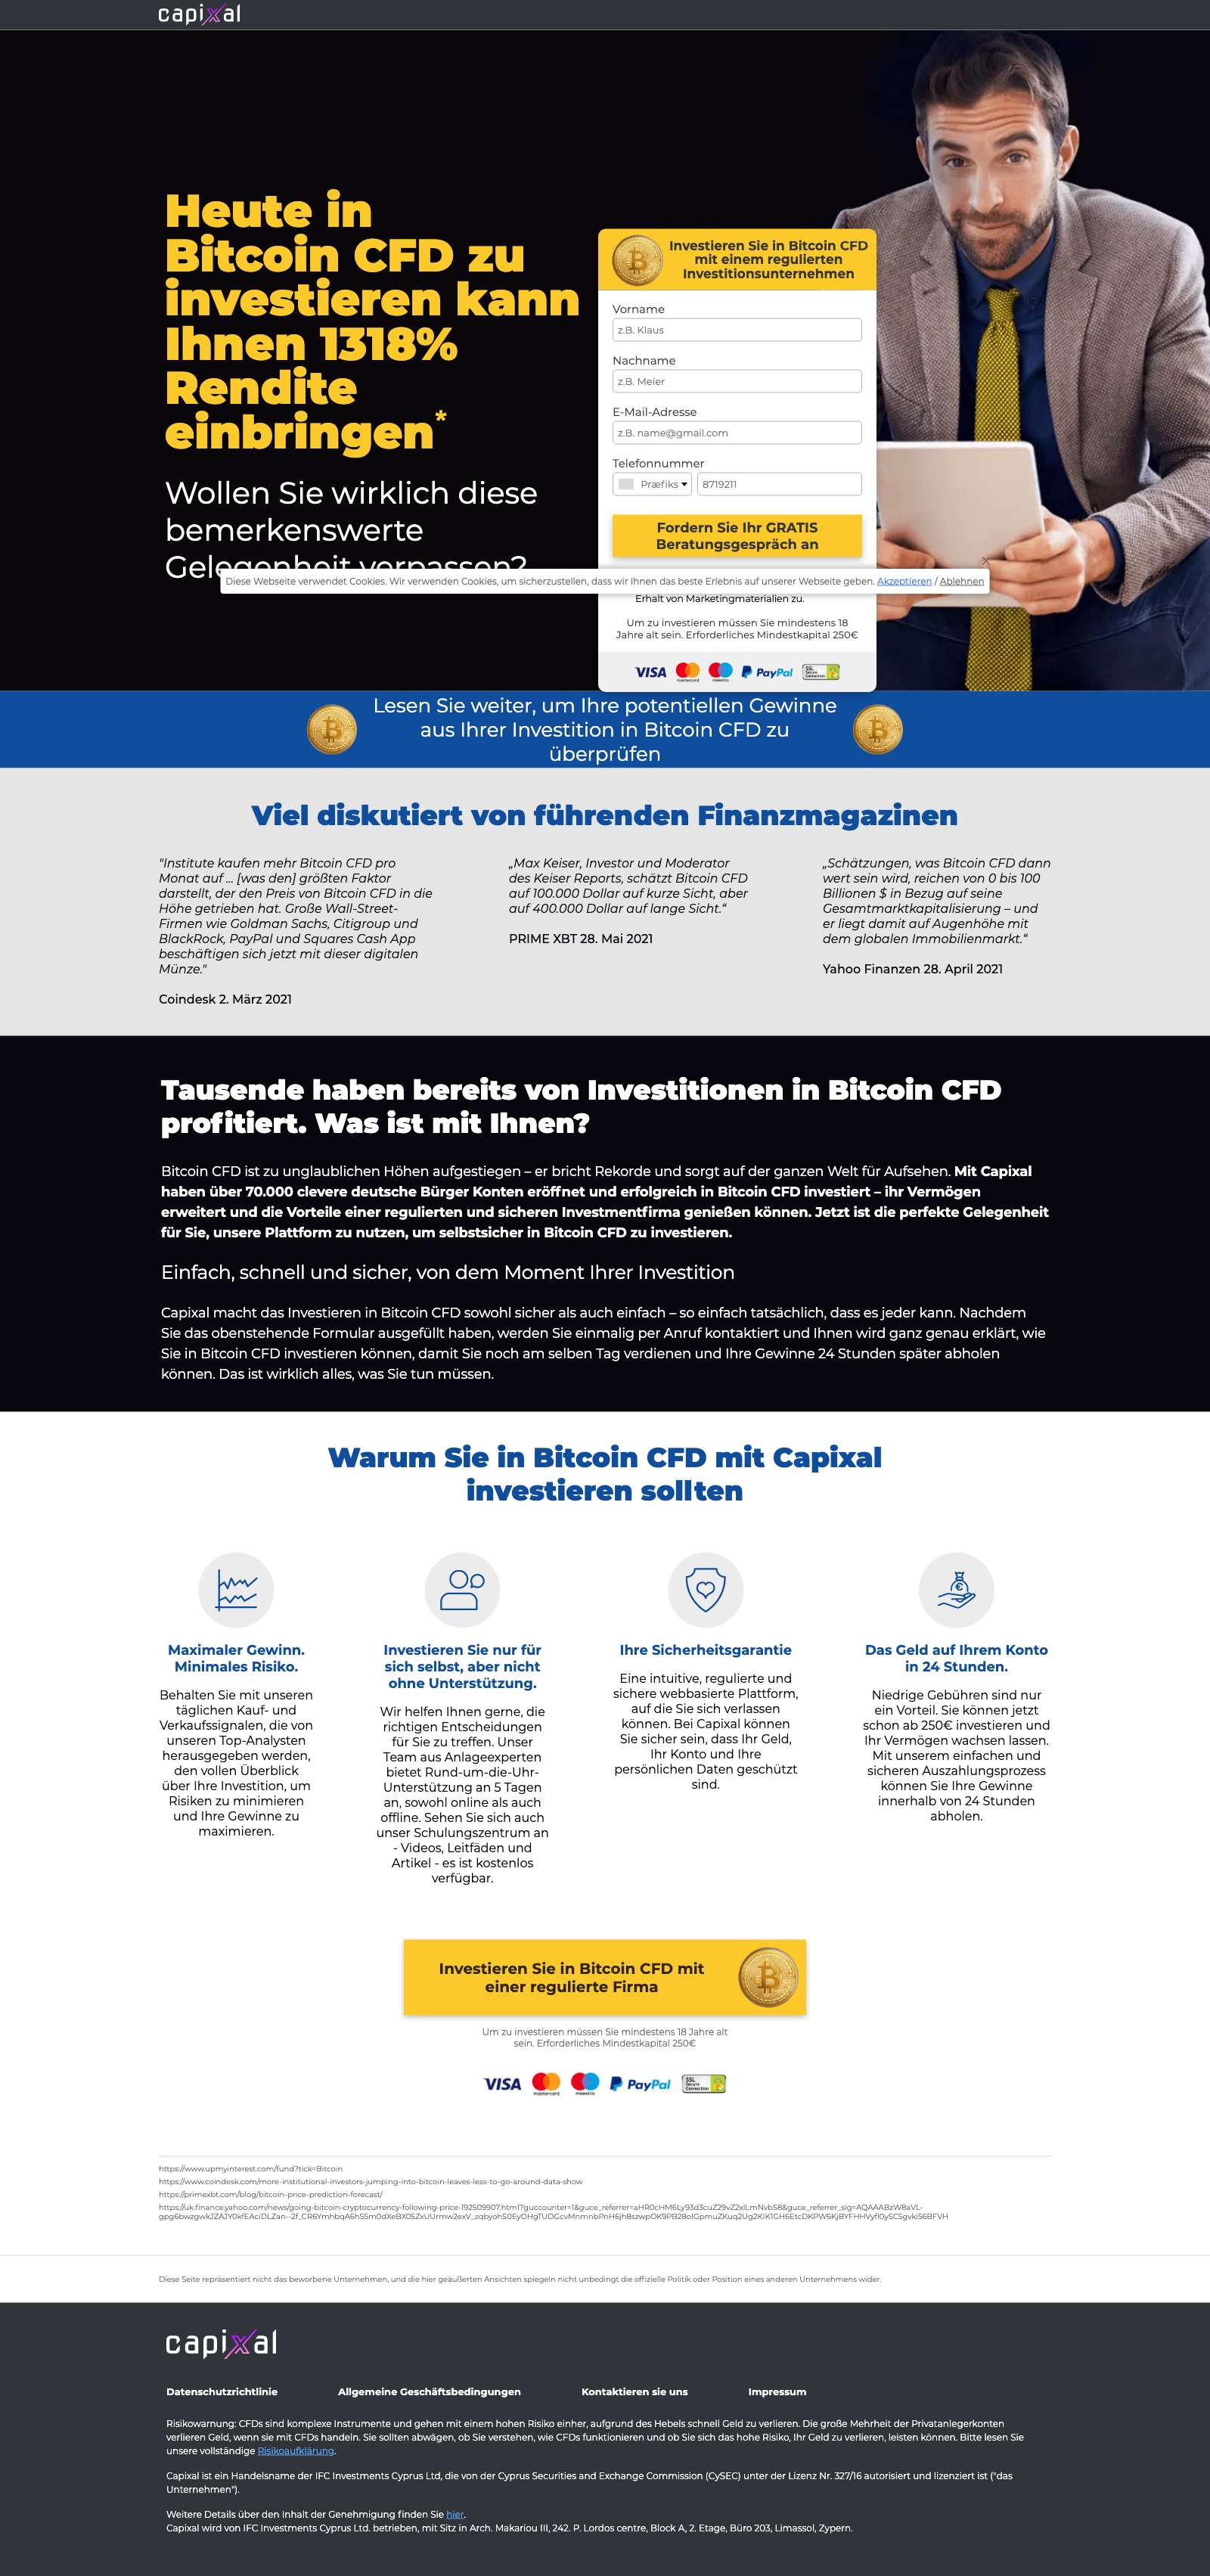 capixal
Heute in
Bitcoin CFD zu
investieren kann
Ihnen 1318%
Rendite
einbringen*
Wollen Sie wirklich diese
bemerkenswerte
Gelegenheit verpassen?
Investieren Sie in Bitcoin CFD
mit einem regulierten
Investitionsunternehmen
Vorname
z.B. Klaus
Nachname
z.B. Meier
E-Mail-Adresse
z.B. name@gmail.com
Telefonnummer
Præfiks 8719211
Fordern Sie Ihr GRATIS
Beratungsgespräch an
Diese Webseite verwendet Cookies. Wir verwenden Cookies, um sicherzustellen, dass wir Ihnen das beste Erlebnis auf unserer Webseite geben. Akzeptieren / Ablehnen
Erhalt von Marketingmaterialien zu.
Um zu investieren müssen Sie mindestens 18
Jahre alt sein. Erforderliches Mindestkapital 250€
VISA mastercard maestro PayPal SSL Secure Connection
Lesen Sie weiter, um Ihre potentiellen Gewinne
aus Ihrer Investition in Bitcoin CFD zu
überprüfen
Viel diskutiert von führenden Finanzmagazinen
"Institute kaufen mehr Bitcoin CFD pro
Monat auf ... [was den] größten Faktor
darstellt, der den Preis von Bitcoin CFD in die
Höhe getrieben hat. Große Wall-Street-
Firmen wie Goldman Sachs, Citigroup und
BlackRock, PayPal und Squares Cash App
beschäftigen sich jetzt mit dieser digitalen
Münze."
Coindesk 2. März 2021
„Max Keiser, Investor und Moderator
des Keiser Reports, schätzt Bitcoin CFD
auf 100.000 Dollar auf kurze Sicht, aber
auf 400.000 Dollar auf lange Sicht.“
PRIME XBT 28. Mai 2021
„Schätzungen, was Bitcoin CFD dann
wert sein wird, reichen von 0 bis 100
Billionen $ in Bezug auf seine
Gesamtmarktkapitalisierung – und
er liegt damit auf Augenhöhe mit
dem globalen Immobilienmarkt.“
Yahoo Finanzen 28. April 2021
Tausende haben bereits von Investitionen in Bitcoin CFD
profitiert. Was ist mit Ihnen?
Bitcoin CFD ist zu unglaublichen Höhen aufgestiegen – er bricht Rekorde und sorgt auf der ganzen Welt für Aufsehen. Mit Capixal
haben über 70.000 clevere deutsche Bürger Konten eröffnet und erfolgreich in Bitcoin CFD investiert – ihr Vermögen
erweitert und die Vorteile einer regulierten und sicheren Investmentfirma genießen können. Jetzt ist die perfekte Gelegenheit
für Sie, unsere Plattform zu nutzen, um selbstsicher in Bitcoin CFD zu investieren.
Einfach, schnell und sicher, von dem Moment Ihrer Investition
Capixal macht das Investieren in Bitcoin CFD sowohl sicher als auch einfach – so einfach tatsächlich, dass es jeder kann. Nachdem
Sie das obenstehende Formular ausgefüllt haben, werden Sie einmalig per Anruf kontaktiert und Ihnen wird ganz genau erklärt, wie
Sie in Bitcoin CFD investieren können, damit Sie noch am selben Tag verdienen und Ihre Gewinne 24 Stunden später abholen
können. Das ist wirklich alles, was Sie tun müssen.
Warum Sie in Bitcoin CFD mit Capixal
investieren sollten
Maximaler Gewinn.
Minimales Risiko.
Behalten Sie mit unseren
täglichen Kauf- und
Verkaufssignalen, die von
unseren Top-Analysten
herausgegeben werden,
den vollen Überblick
über Ihre Investition, um
Risiken zu minimieren
und Ihre Gewinne zu
maximieren.
Investieren Sie nur für
sich selbst, aber nicht
ohne Unterstützung.
Wir helfen Ihnen gerne, die
richtigen Entscheidungen
für Sie zu treffen. Unser
Team aus Anlageexperten
bietet Rund-um-die-Uhr-
Unterstützung an 5 Tagen
an, sowohl online als auch
offline. Sehen Sie sich auch
unser Schulungszentrum an
- Videos, Leitfäden und
Artikel - es ist kostenlos
verfügbar.
Ihre Sicherheitsgarantie
Eine intuitive, regulierte und
sichere webbasierte Plattform,
auf die Sie sich verlassen
können. Bei Capixal können
Sie sicher sein, dass Ihr Geld,
Ihr Konto und Ihre
persönlichen Daten geschützt
sind.
Das Geld auf Ihrem Konto
in 24 Stunden.
Niedrige Gebühren sind nur
ein Vorteil. Sie können jetzt
schon ab 250€ investieren und
Ihr Vermögen wachsen lassen.
Mit unserem einfachen und
sicheren Auszahlungsprozess
können Sie Ihre Gewinne
innerhalb von 24 Stunden
abholen.
Investieren Sie in Bitcoin CFD mit
einer regulierte Firma
Um zu investieren müssen Sie mindestens 18 Jahre alt
sein. Erforderliches Mindestkapital 250€
VISA mastercard maestro PayPal SSL Secure Connection
https://www.upmyinterest.com/fund?tick=Bitcoin
https://www.coindesk.com/more-institutional-investors-jumping-into-bitcoin-leaves-less-to-go-around-data-show
https://primexbt.com/blog/bitcoin-price-prediction-forecast/
Diese Seite repräsentiert nicht das beworbene Unternehmen, und die hier geäußerten Ansichten spiegeln nicht unbedingt die offizielle Politik oder Position eines anderen Unternehmens wider.
capixal
Datenschutzrichtlinie Allgemeine Geschäftsbedingungen Kontaktieren sie uns Impressum
Risikowarnung: CFDs sind komplexe Instrumente und gehen mit einem hohen Risiko einher, aufgrund des Hebels schnell Geld zu verlieren. Die große Mehrheit der Privatanlegerkonten
verlieren Geld, wenn sie mit CFDs handeln. Sie sollten abwägen, ob Sie verstehen, wie CFDs funktionieren und ob Sie sich das hohe Risiko, Ihr Geld zu verlieren, leisten können. Bitte lesen Sie
unsere vollständige Risikoaufklärung.
Capixal ist ein Handelsname der IFC Investments Cyprus Ltd, die von der Cyprus Securities and Exchange Commission (CySEC) unter der Lizenz Nr. 327/16 autorisiert und lizenziert ist ("das
Unternehmen").
Weitere Details über den Inhalt der Genehmigung finden Sie hier.
Capixal wird von IFC Investments Cyprus Ltd. betrieben, mit Sitz in Arch. Makariou III, 242. P. Lordos centre, Block A, 2. Etage, Büro 203, Limassol, Zypern.